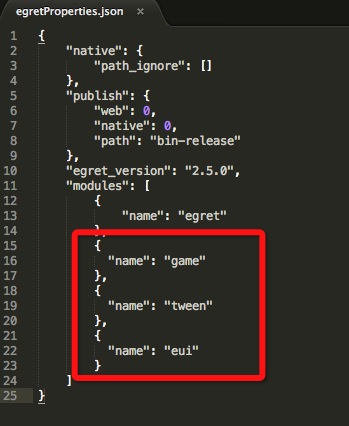 egretProperties.json ×
1 {
2 "native": {
3 "path_ignore": []
4 },
5 "publish": {
6 "web": 0,
7 "native": 0,
8 "path": "bin-release"
9 },
10 "egret_version": "2.5.0",
11 "modules": [
12 {
13 "name": "egret"
14 },
15 {
16 "name": "game"
17 },
18 {
19 "name": "tween"
20 },
21 {
22 "name": "eui"
23 }
24 ]
25 }